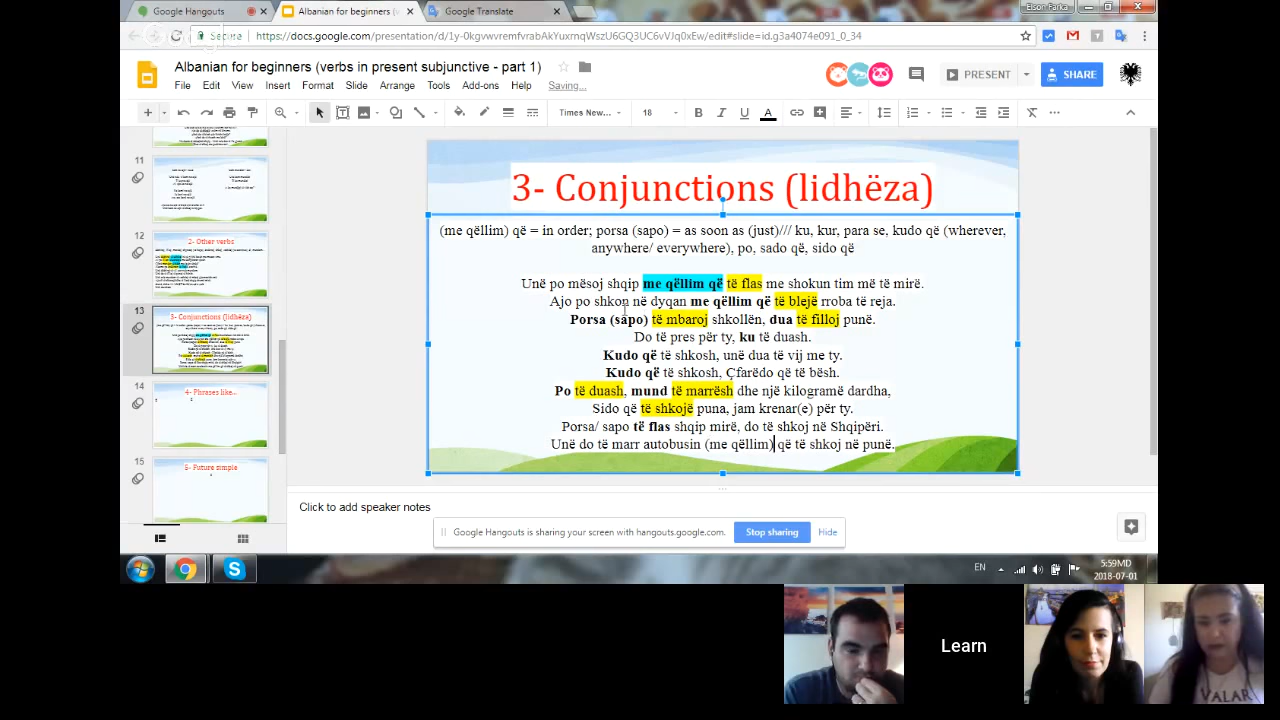 Google Hangouts
Albanian for beginners (v
Google Translate
Elson Farka
Secure
https://docs.google.com/presentation/d/1y-0kgvwvremfvrabAkYuxrnqWszU6GQ3UC6vVJq0xEw/edit#slide=id.g3a4074e091_0_34
Albanian for beginners (verbs in present subjunctive - part 1)
File Edit View Insert Format Arrange Tools Add-ons Help Saving...
PRESENT
SHARE
Times New... 18
11
12
2- Other verbs
13
3- Conjunctions (lidhëza)
14
4- Phrases like...
15
5- Future simple
3- Conjunctions (lidhëza)
(me qëllim) që = in order, porsa (sapo) = as soon as (just)/// ku, kur, para se, kudo që (wherever,
anywhere/ everywhere), po, sado që, sido që
me qëllim që të flas me shokun tim më mirë.
Ajo po shkon në dyqan me qëllim që të blejë rroba të reja.
Porsa/ sapo të mbaroj shkollën, dua të filloj punë.
Do të pres për ty, ku të duash.
Kudo që të shkosh, unë dua të vij me ty.
Kudo që të shkosh, Çfarëdo që të bësh.
Po të duash, mund të marrësh dhe një kilogramë dardha,
Sido që të shkojë puna, jam krenar(e) për ty.
Porsa/ sapo të flas shqip mirë, do të shkoj në Shqipëri.
Unë do të marr autobusin (me qëllim) që të shkoj në punë.
Click to add speaker notes
Google Hangouts is sharing your screen with hangouts.google.com.
Stop sharing
Hide
EN
5:59MD
2018-07-01
Learn
VALAR